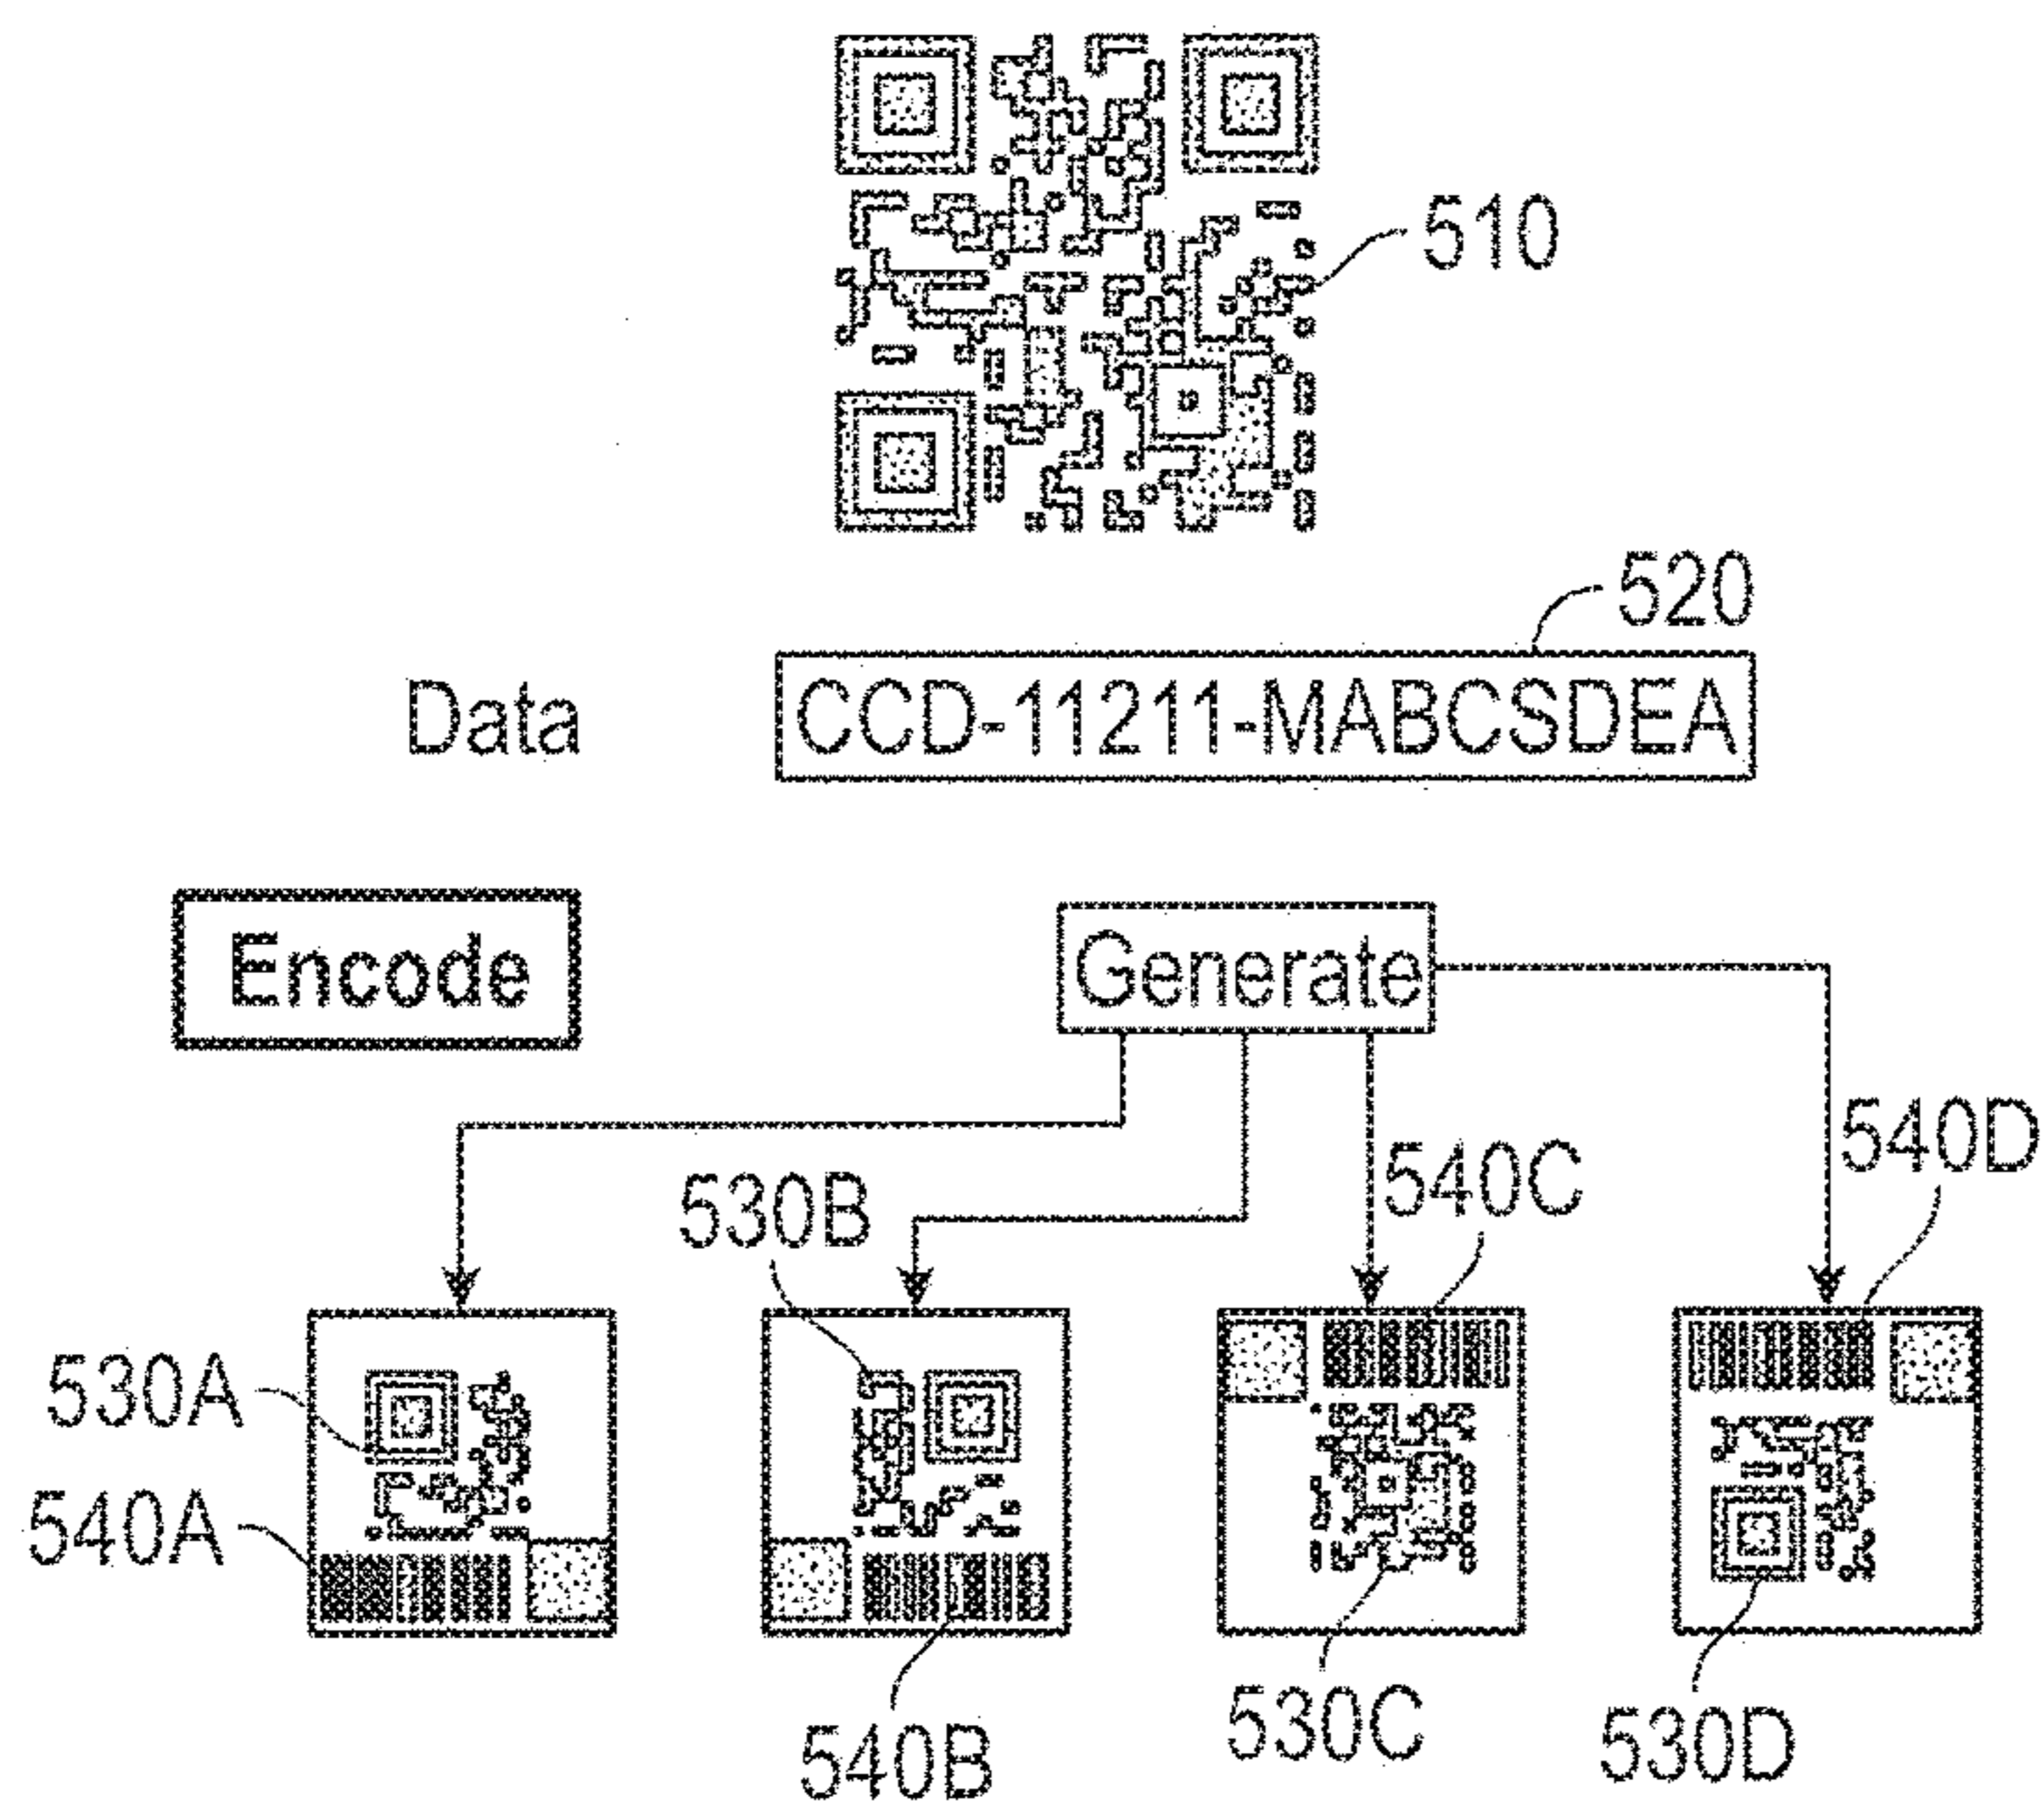 510
520
Data
CCD-11211-MABCSDEA
Encode
Generate
540D
540C
530B
530A
540A
530C
530D
540B